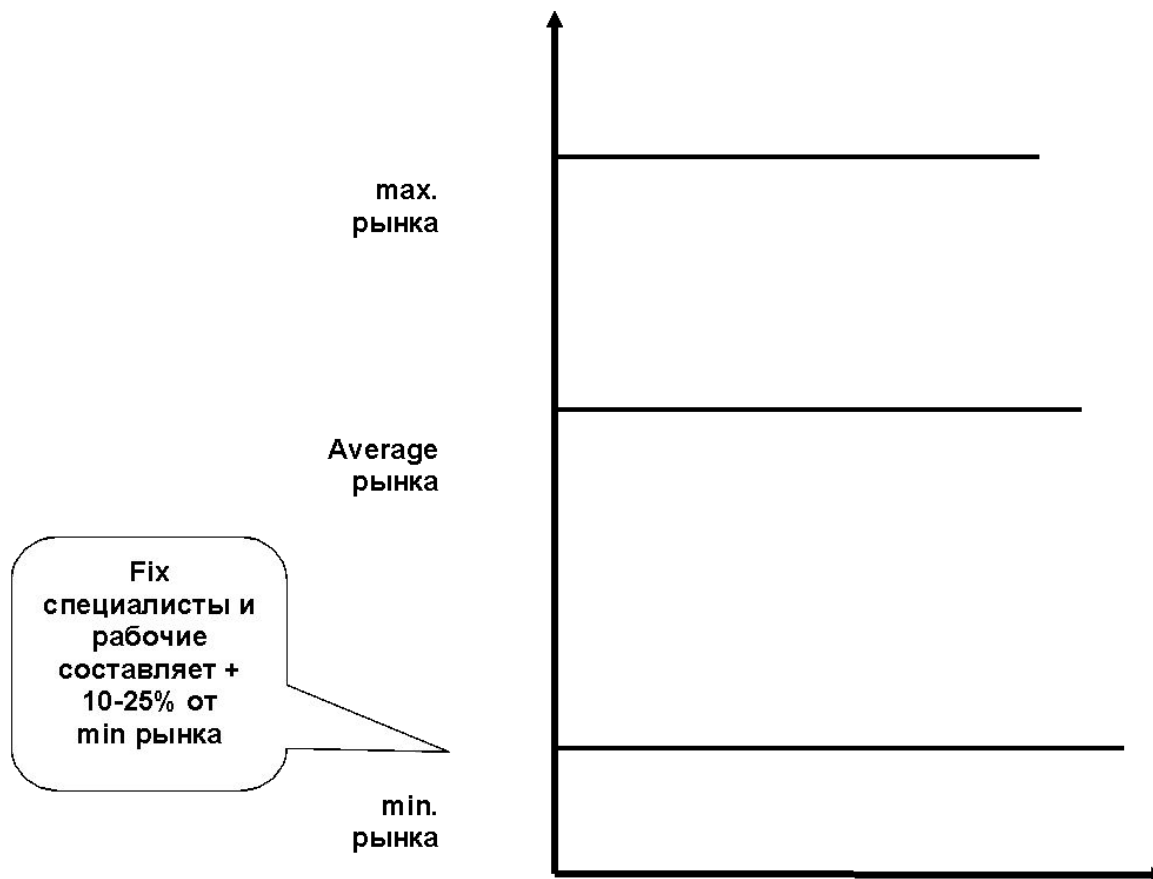 max.
рынка
Average
рынка
Fix
специалисты и
рабочие
составляет +
10-25% от
min рынка
min.
рынка